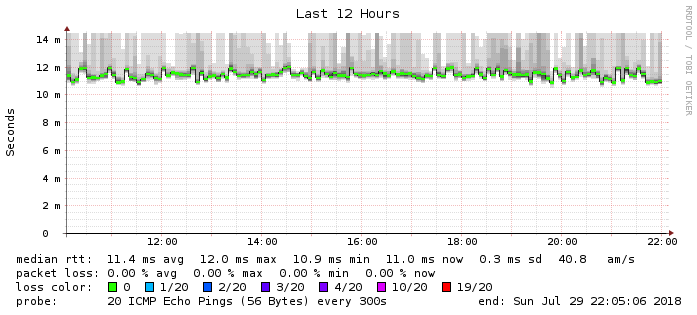 Last 12 Hours
RRDTOOL / TOBI OETIKER
Seconds
14 m
12 m
10 m
8 m
6 m
4 m
2 m
0
12:00 14:00 16:00 18:00 20:00 22:00
median rtt: 11.4 ms avg 12.0 ms max 10.9 ms min 11.0 ms now 0.3 ms sd 40.8 am/s
packet loss: 0.00 % avg 0.00 % max 0.00 % min 0.00 % now
loss color: 0 1/20 2/20 3/20 4/20 10/20 19/20
probe: 20 ICMP Echo Pings (56 Bytes) every 300s end: Sun Jul 29 22:05:06 2018